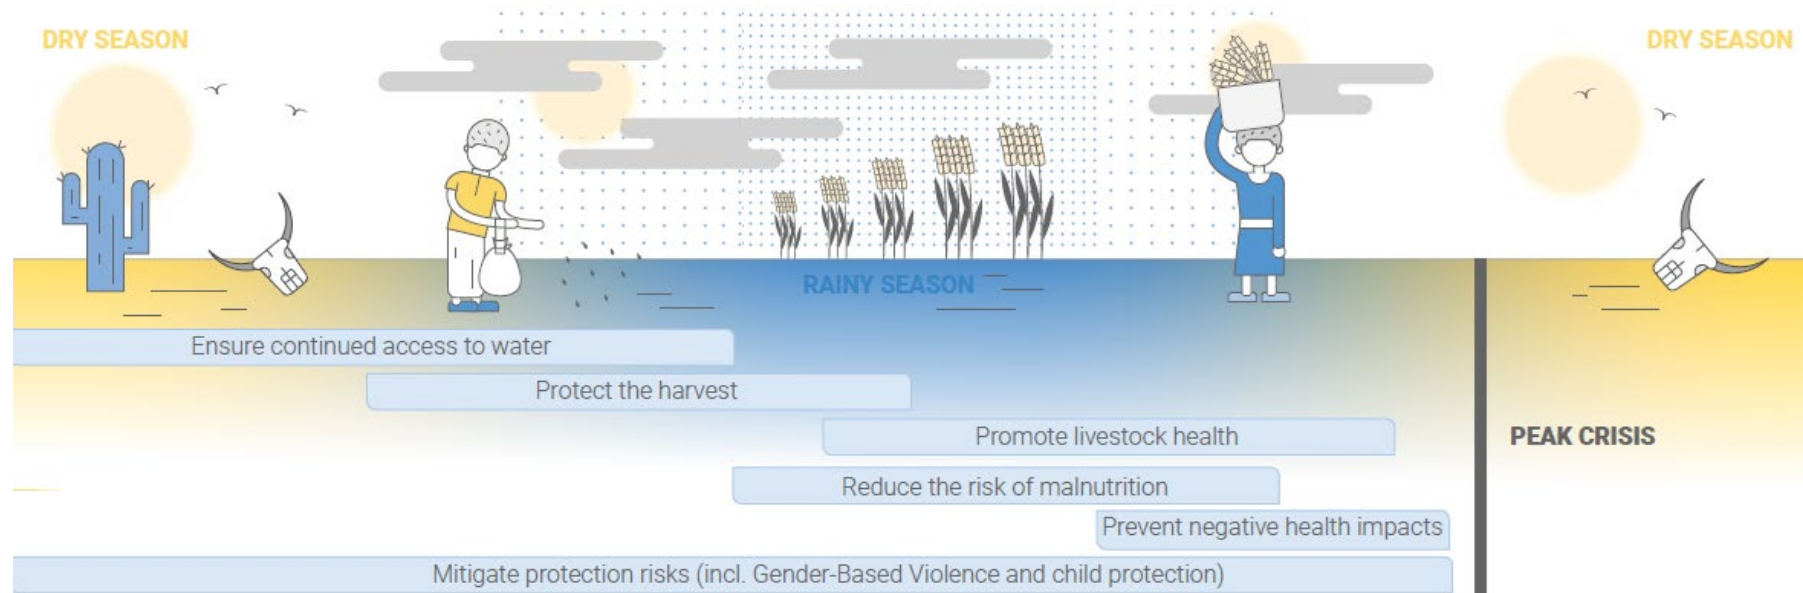 DRY SEASON
DRY SEASON
RAINY SEASON
Ensure continued access to water
Protect the harvest
Promote livestock health
PEAK CRISIS
Reduce the risk of malnutrition
Prevent negative health impacts
Mitigate protection risks (incl. Gender-Based Violence and child protection)